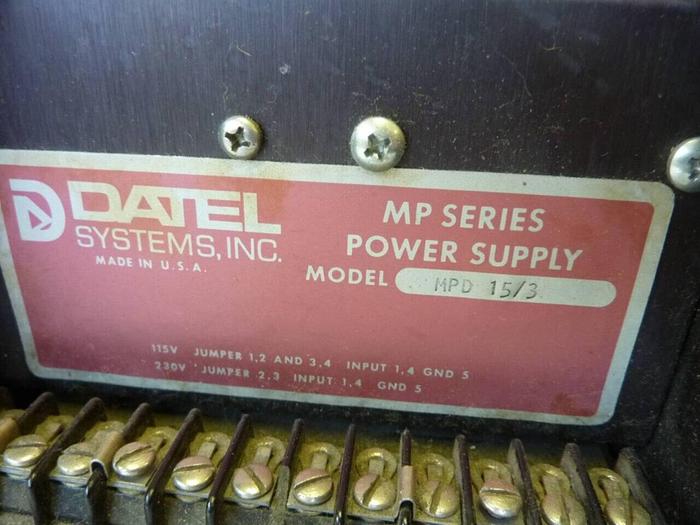 DATEL
SYSTEMS, INC.
MADE IN U.S.A.
MP SERIES
POWER SUPPLY
MODEL MPD 15/3
115V JUMPER 1,2 AND 3,4 INPUT 1,4 GND 5
230V JUMPER 2,3 INPUT 1,4 GND 5